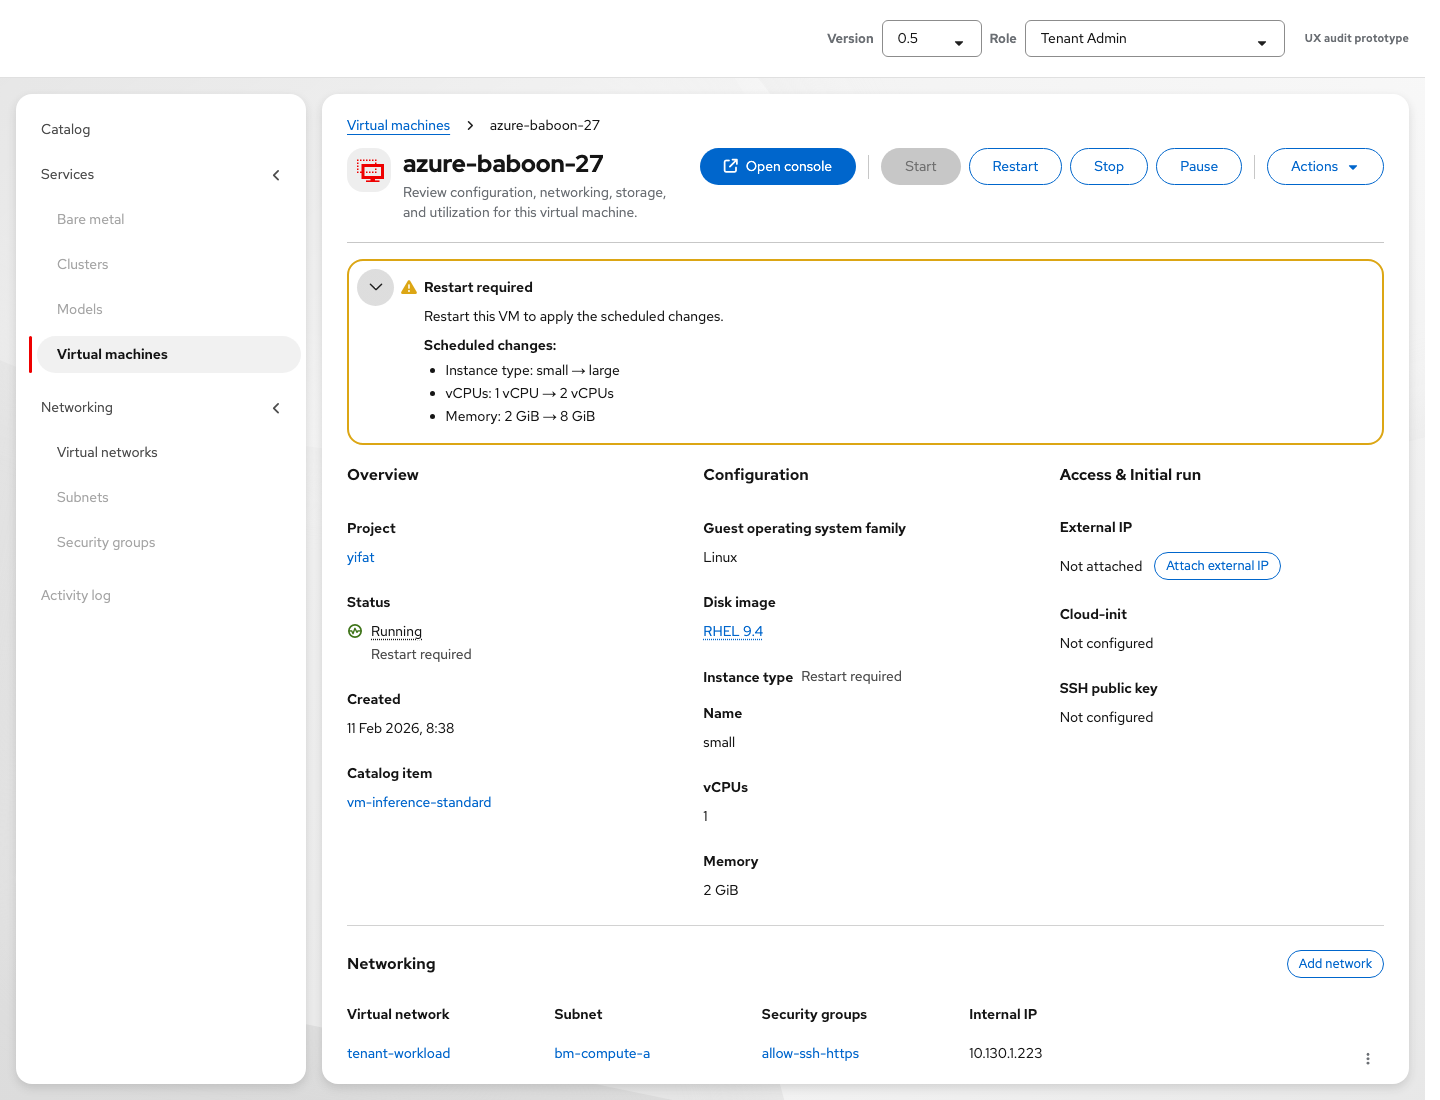 Version 0.5 Role Tenant Admin UX audit prototype
Catalog
Services
Bare metal
Clusters
Models
Virtual machines
Networking
Virtual networks
Subnets
Security groups
Activity log
Virtual machines azure-baboon-27
azure-baboon-27
Review configuration, networking, storage,
and utilization for this virtual machine.
Open console Start Restart Stop Pause Actions
Restart required
Restart this VM to apply the scheduled changes.
Scheduled changes:
• Instance type: small → large
• vCPUs: 1 vCPU → 2 vCPUs
• Memory: 2 GiB → 8 GiB
Overview
Project
yifat
Status
Running
Restart required
Created
11 Feb 2026, 8:38
Catalog item
vm-inference-standard
Configuration
Guest operating system family
Linux
Disk image
RHEL 9.4
Instance type Restart required
Name
small
vCPUs
1
Memory
2 GiB
Access & Initial run
External IP
Not attached Attach external IP
Cloud-init
Not configured
SSH public key
Not configured
Networking Add network
Virtual network Subnet Security groups Internal IP
tenant-workload bm-compute-a allow-ssh-https 10.130.1.223